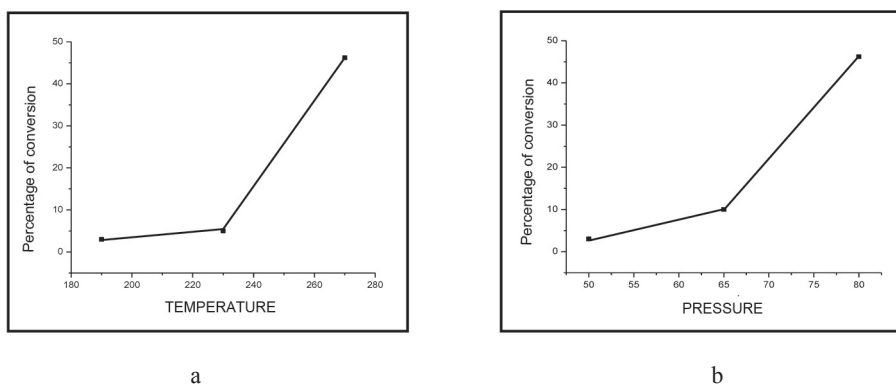 50
40
30
20
10
0
Percentage of conversion
180 200 220 240 260 280
TEMPERATURE
a
50
40
30
20
10
0
Percentage of conversion
50 55 60 65 70 75 80
PRESSURE
b